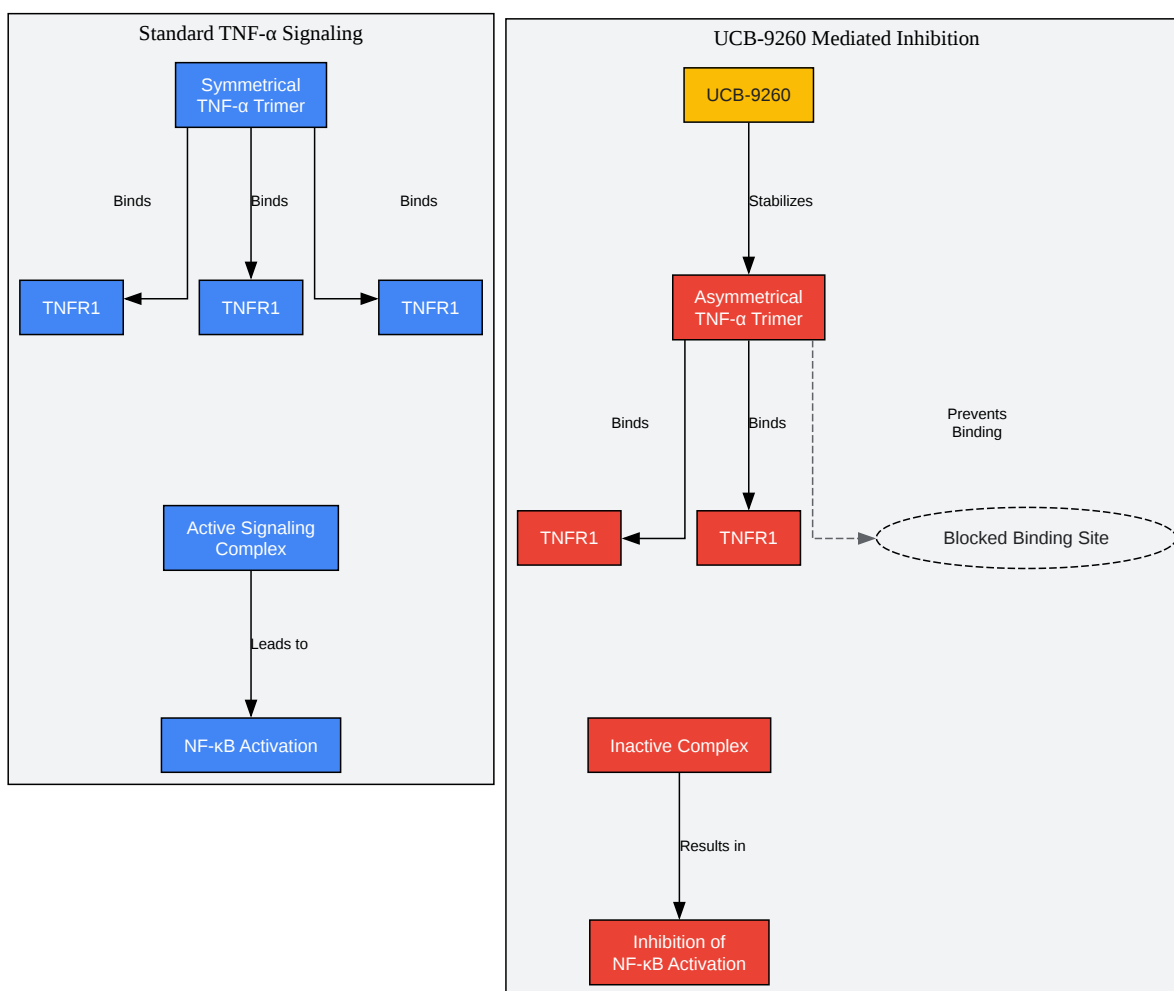 Standard TNF-α Signaling
Symmetrical
TNF-α Trimer
Binds
Binds
Binds
TNFR1
TNFR1
TNFR1
Active Signaling
Complex
Leads to
NF-κB Activation
UCB-9260 Mediated Inhibition
UCB-9260
Stabilizes
Asymmetrical
TNF-α Trimer
Binds
Binds
Prevents
Binding
TNFR1
TNFR1
Blocked Binding Site
Inactive Complex
Results in
Inhibition of
NF-κB Activation